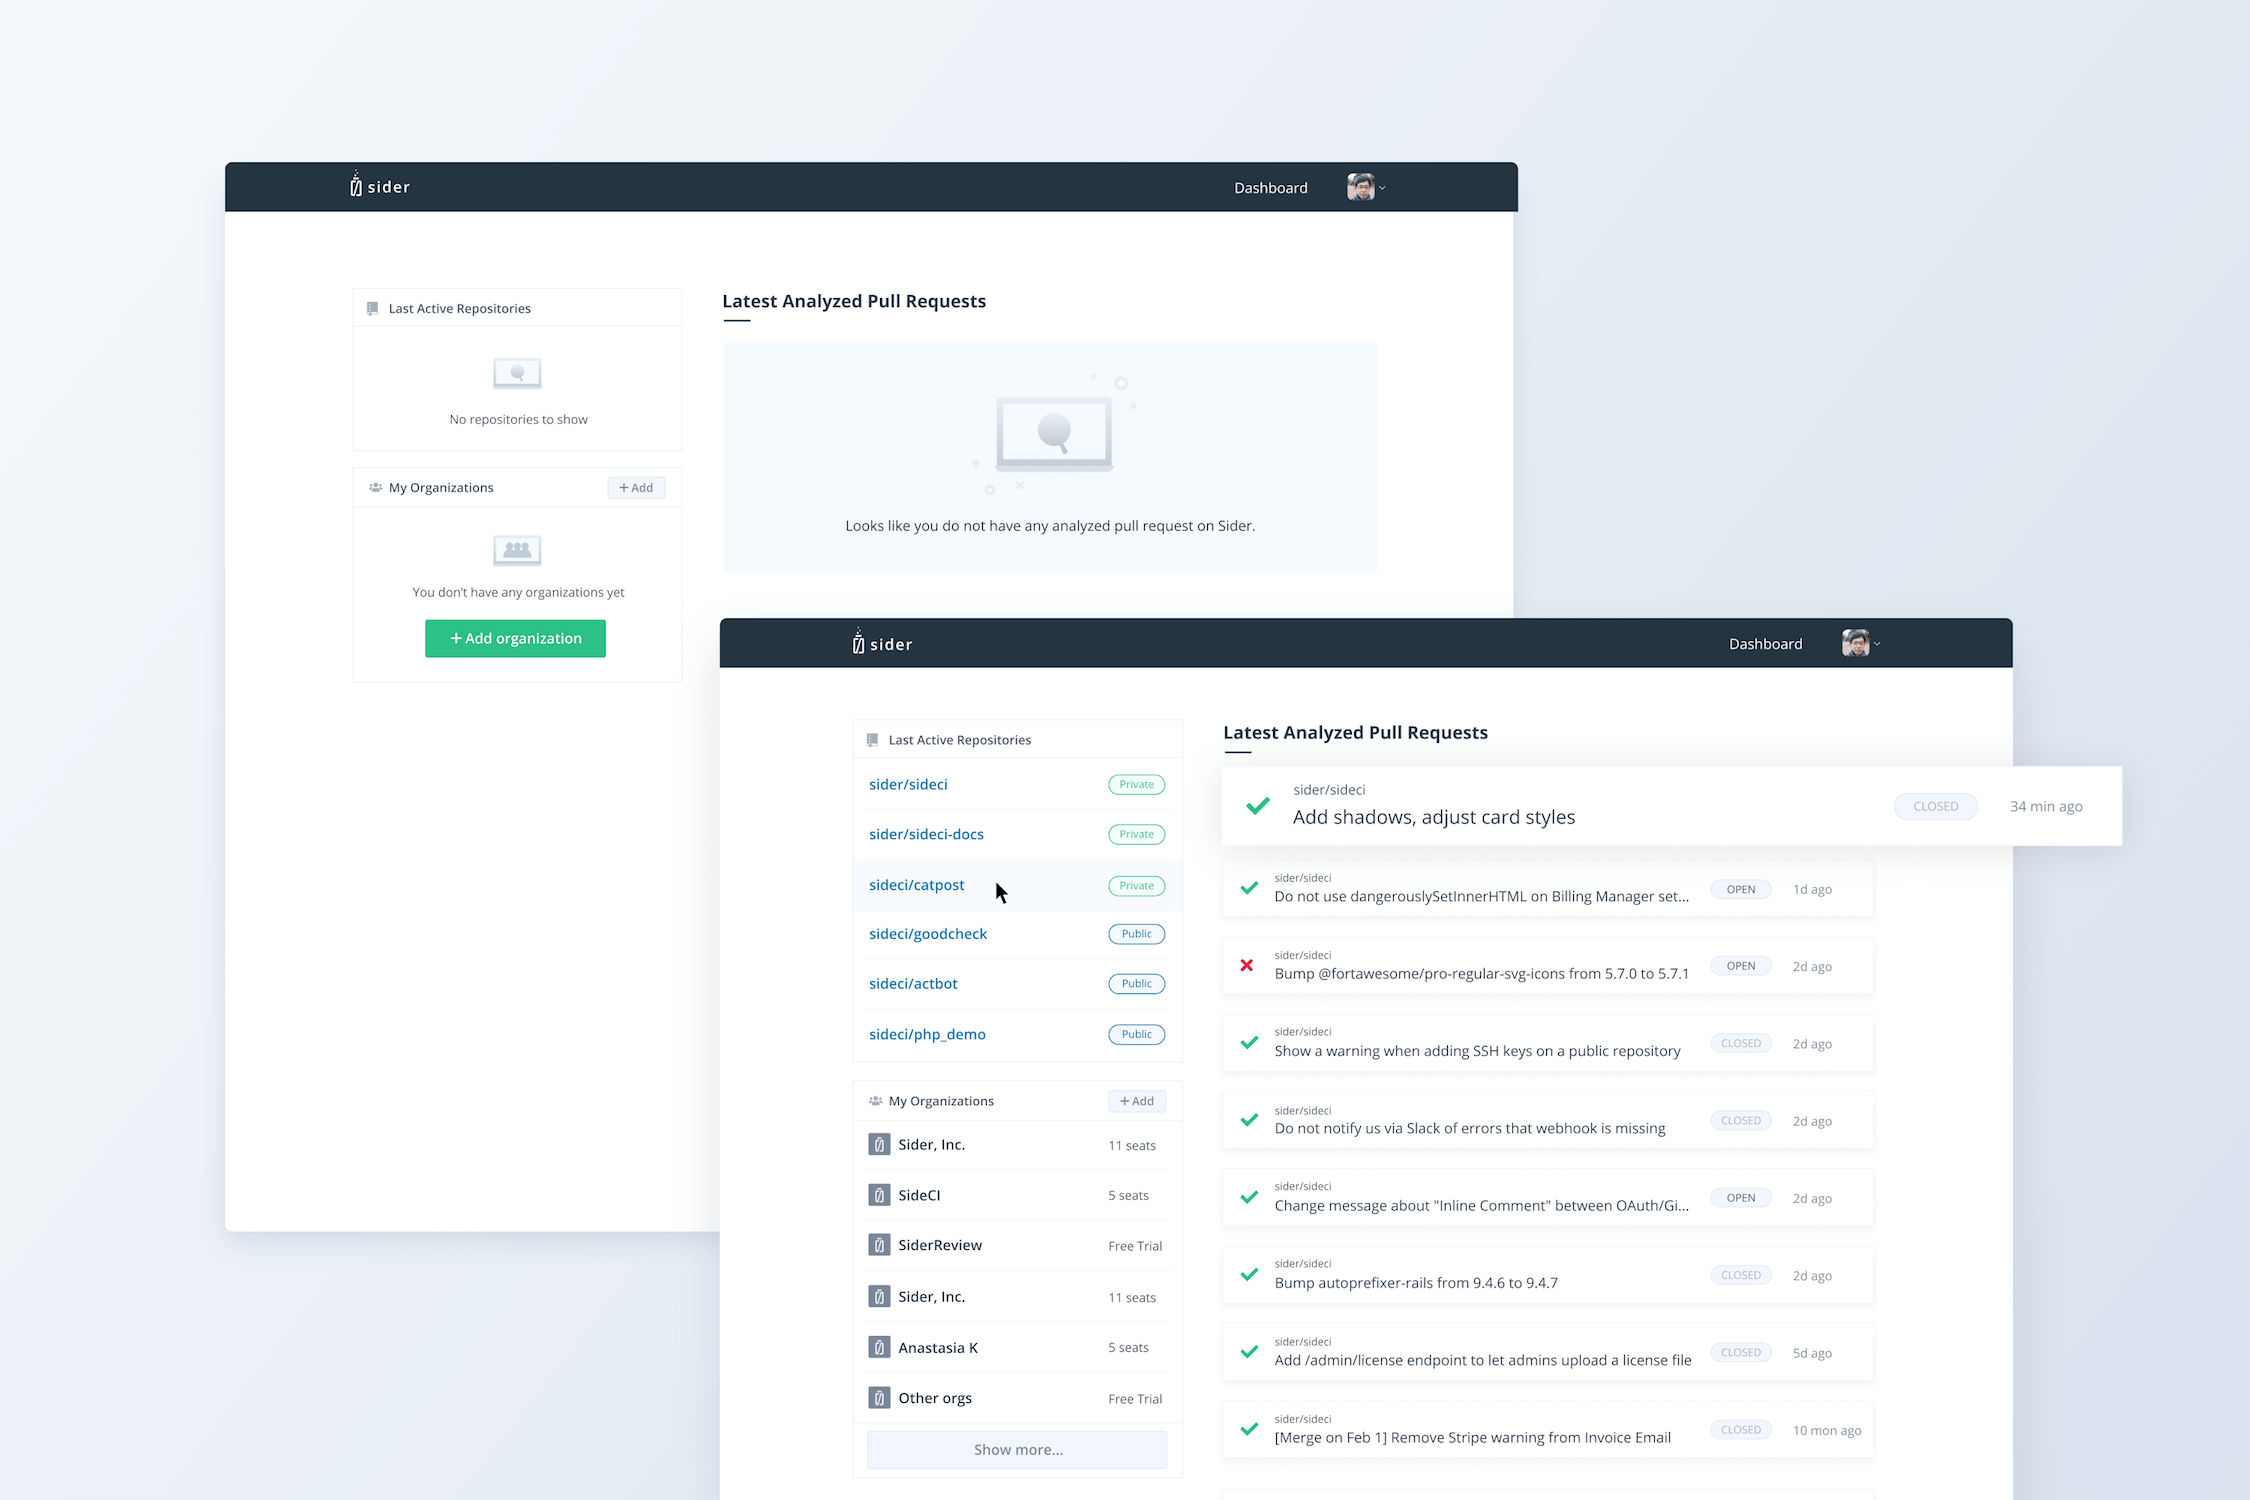 sider
Dashboard
Last Active Repositories
No repositories to show
My Organizations
+ Add
You don't have any organizations yet
+ Add organization
Latest Analyzed Pull Requests
Looks like you do not have any analyzed pull request on Sider.
sider
Dashboard
Last Active Repositories
sider/sideci Private
sider/sideci-docs Private
sideci/catpost Private
sideci/goodcheck Public
sideci/actbot Public
sideci/php_demo Public
My Organizations
+ Add
Sider, Inc. 11 seats
SideCI 5 seats
SiderReview Free Trial
Sider, Inc. 11 seats
Anastasia K 5 seats
Other orgs Free Trial
Show more...
Latest Analyzed Pull Requests
sider/sideci
Add shadows, adjust card styles CLOSED 34 min ago
sider/sideci
Do not use dangerouslySetInnerHTML on Billing Manager set... OPEN 1d ago
sider/sideci
Bump @fortawesome/pro-regular-svg-icons from 5.7.0 to 5.7.1 OPEN 2d ago
sider/sideci
Show a warning when adding SSH keys on a public repository CLOSED 2d ago
sider/sideci
Do not notify us via Slack of errors that webhook is missing CLOSED 2d ago
sider/sideci
Change message about "Inline Comment" between OAuth/Gi... OPEN 2d ago
sider/sideci
Bump autoprefixer-rails from 9.4.6 to 9.4.7 CLOSED 2d ago
sider/sideci
Add /admin/license endpoint to let admins upload a license file CLOSED 5d ago
sider/sideci
[Merge on Feb 1] Remove Stripe warning from Invoice Email CLOSED 10 mon ago